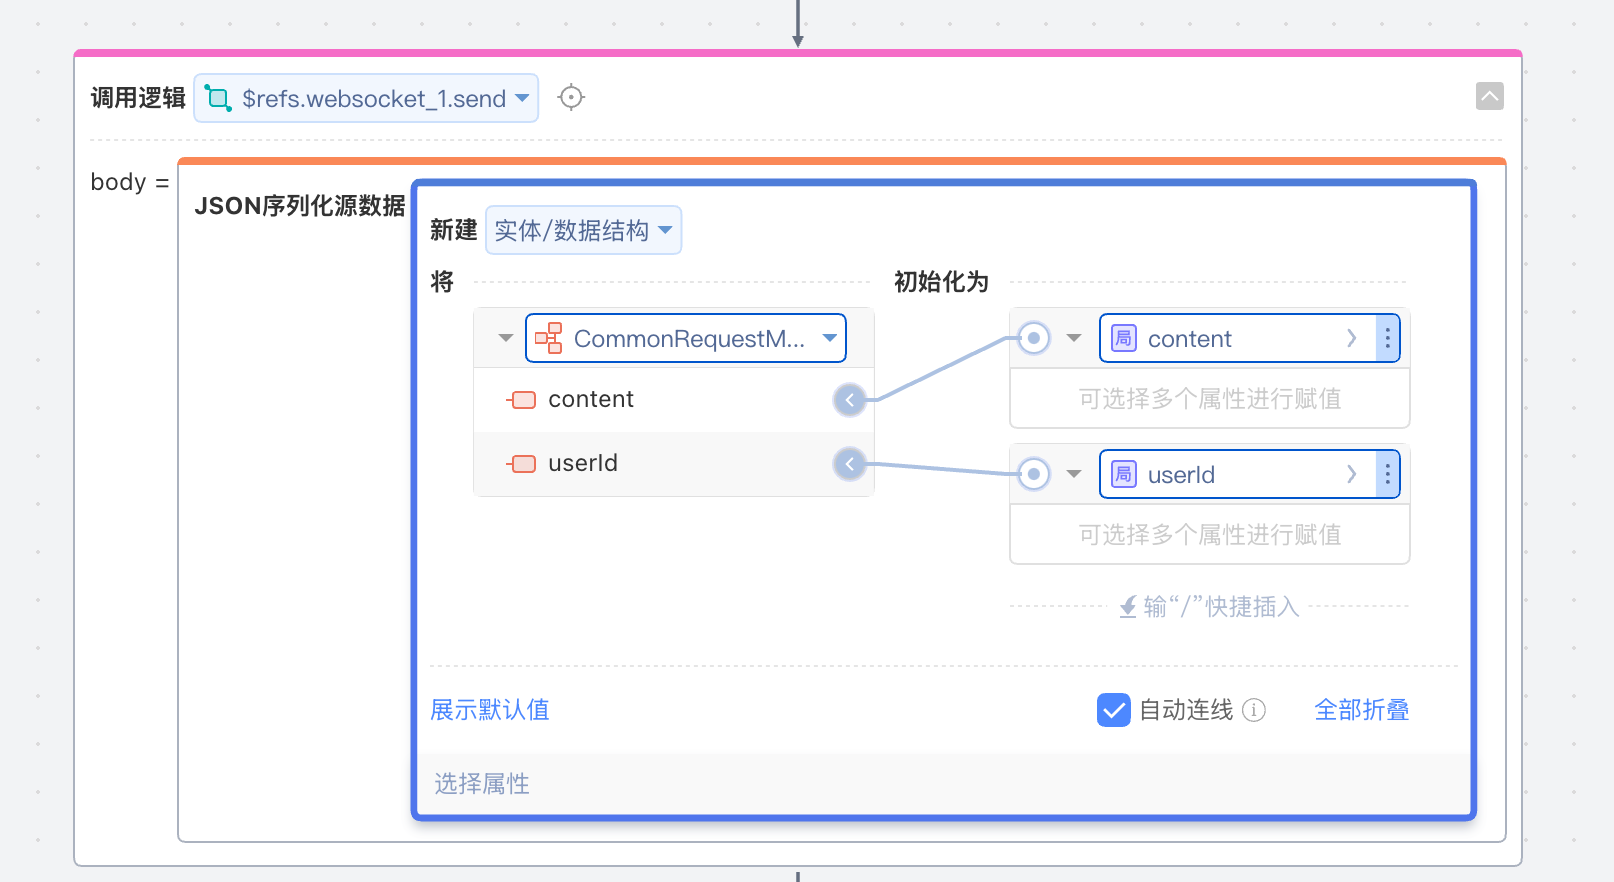 调用逻辑 $refs.websocket_1.send
body =
JSON序列化源数据
新建 实体/数据结构
将 初始化为
CommonRequestM... 局 content
content 可选择多个属性进行赋值
userId 局 userId
可选择多个属性进行赋值
输“/”快捷插入
展示默认值 自动连线 全部折叠
选择属性